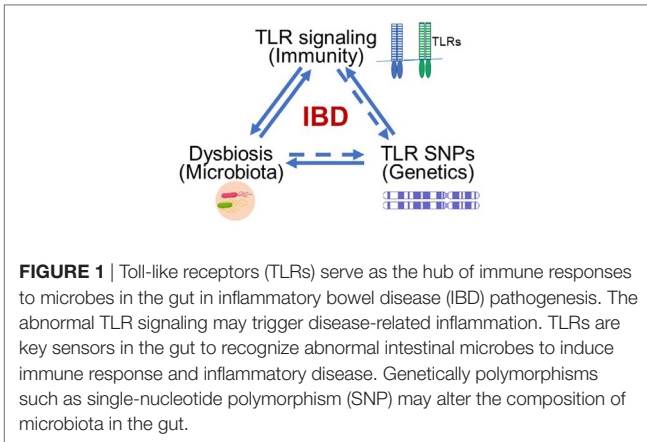 TLR signaling
(Immunity)
TLRs
IBD
Dysbiosis
(Microbiota)
TLR SNPs
(Genetics)
FIGURE 1 | Toll-like receptors (TLRs) serve as the hub of immune responses
to microbes in the gut in inflammatory bowel disease (IBD) pathogenesis. The
abnormal TLR signaling may trigger disease-related inflammation. TLRs are
key sensors in the gut to recognize abnormal intestinal microbes to induce
immune response and inflammatory disease. Genetically polymorphisms
such as single-nucleotide polymorphism (SNP) may alter the composition of
microbiota in the gut.